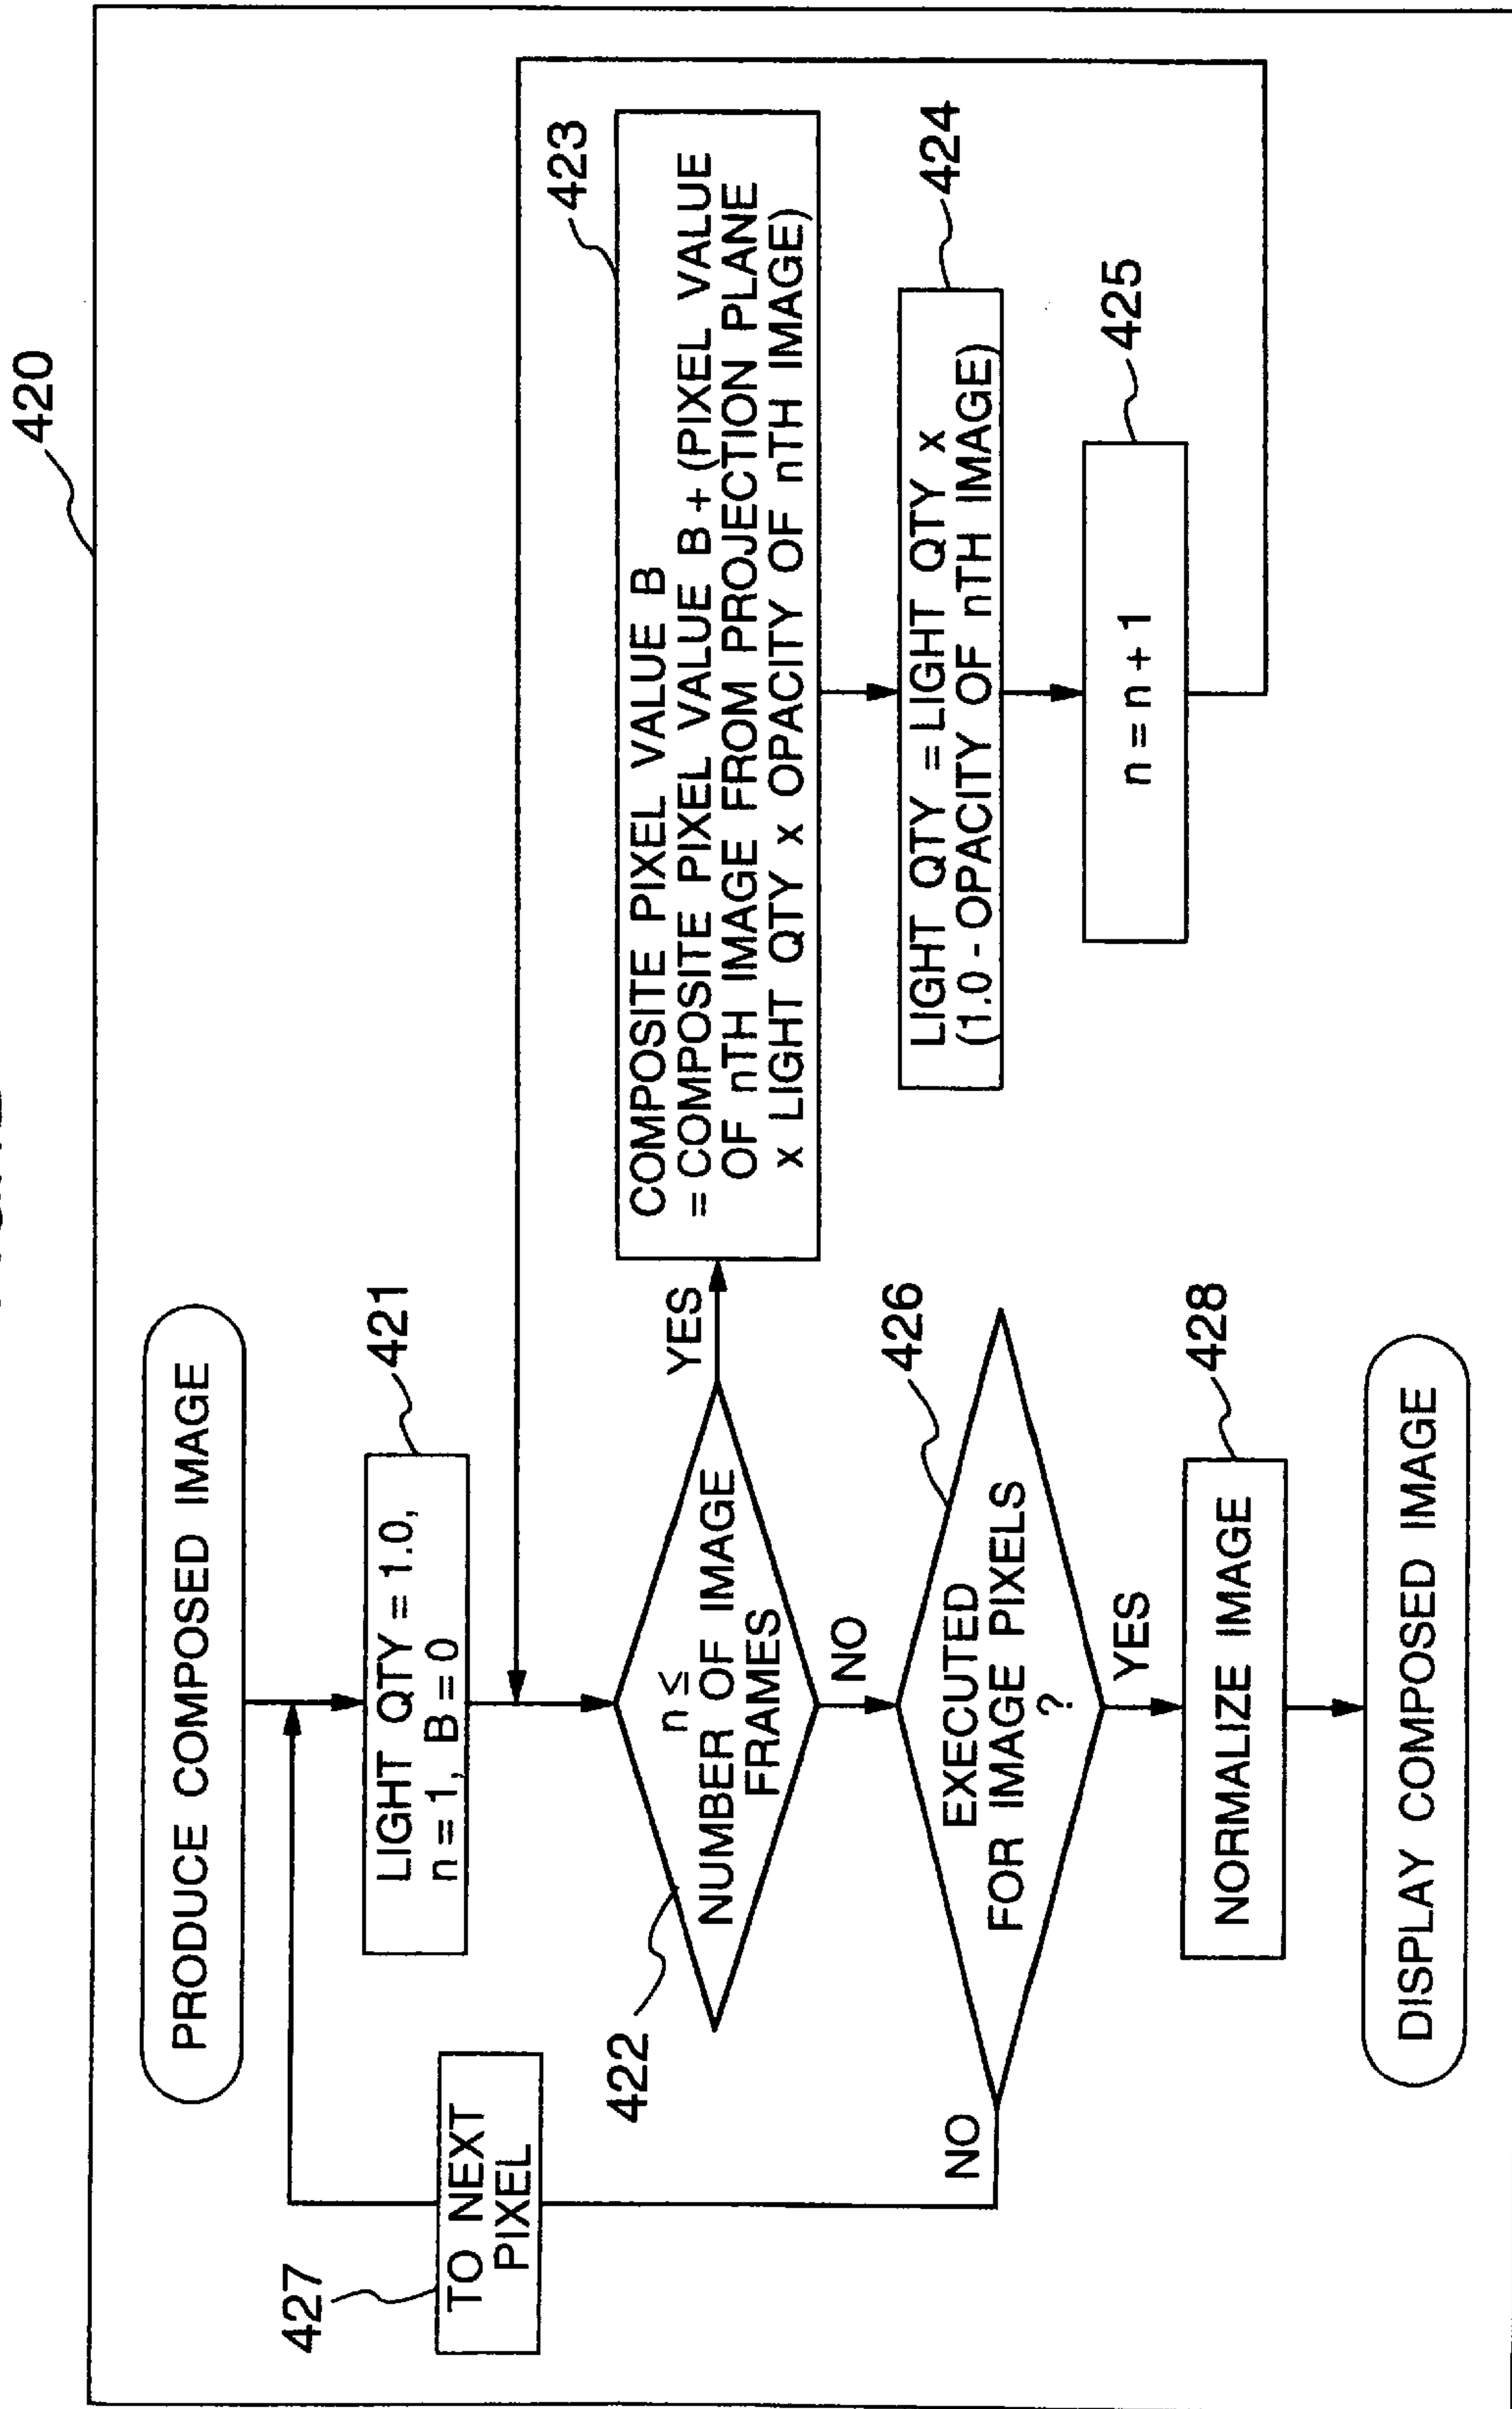 420
PRODUCE COMPOSED IMAGE
421
LIGHT QTY = 1.0,
n = 1, B = 0
427
TO NEXT
PIXEL
422
n ≤
NUMBER OF IMAGE
FRAMES
YES
NO
423
COMPOSITE PIXEL VALUE B
= COMPOSITE PIXEL VALUE B + (PIXEL VALUE
OF nTH IMAGE FROM PROJECTION PLANE
x LIGHT QTY x OPACITY OF nTH IMAGE)
424
LIGHT QTY = LIGHT QTY x
(1.0 - OPACITY OF nTH IMAGE)
425
n = n + 1
426
EXECUTED
FOR IMAGE PIXELS
?
NO
YES
428
NORMALIZE IMAGE
DISPLAY COMPOSED IMAGE